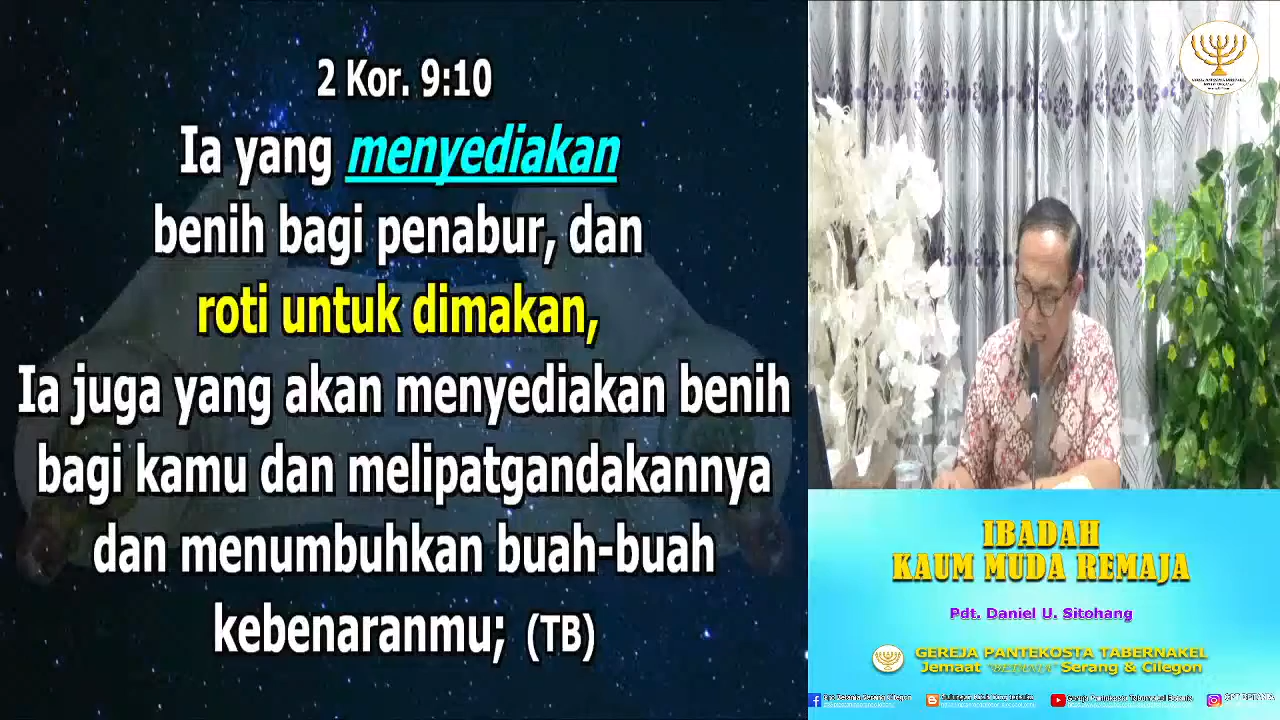 2 Kor. 9:10
Ia yang menyediakan
benih bagi penabur, dan
roti untuk dimakan,
Ia juga yang akan menyediakan benih
bagi kamu dan melipatgandakannya
dan menumbuhkan buah-buah
kebenaranmu; (TB)
IBADAH
KAUM MUDA REMAJA
Pdt. Daniel U. Sitohang
GEREJA PANTEKOSTA TABERNAKEL
Jemaat "BETANIA" Serang & Cilegon